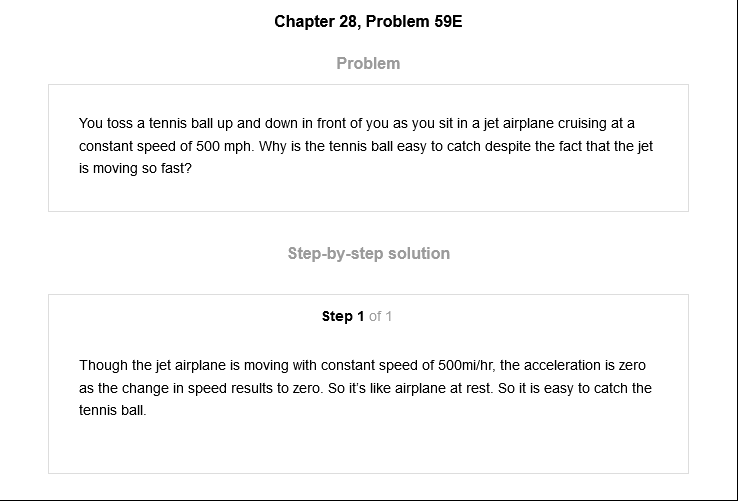 Chapter 28, Problem 59E
Problem
You toss a tennis ball up and down in front of you as you sit in a jet airplane cruising at a
constant speed of 500 mph. Why is the tennis ball easy to catch despite the fact that the jet
is moving so fast?
Step-by-step solution
Step 1 of 1
Though the jet airplane is moving with constant speed of 500mi/hr, the acceleration is zero
as the change in speed results to zero. So it’s like airplane at rest. So it is easy to catch the
tennis ball.